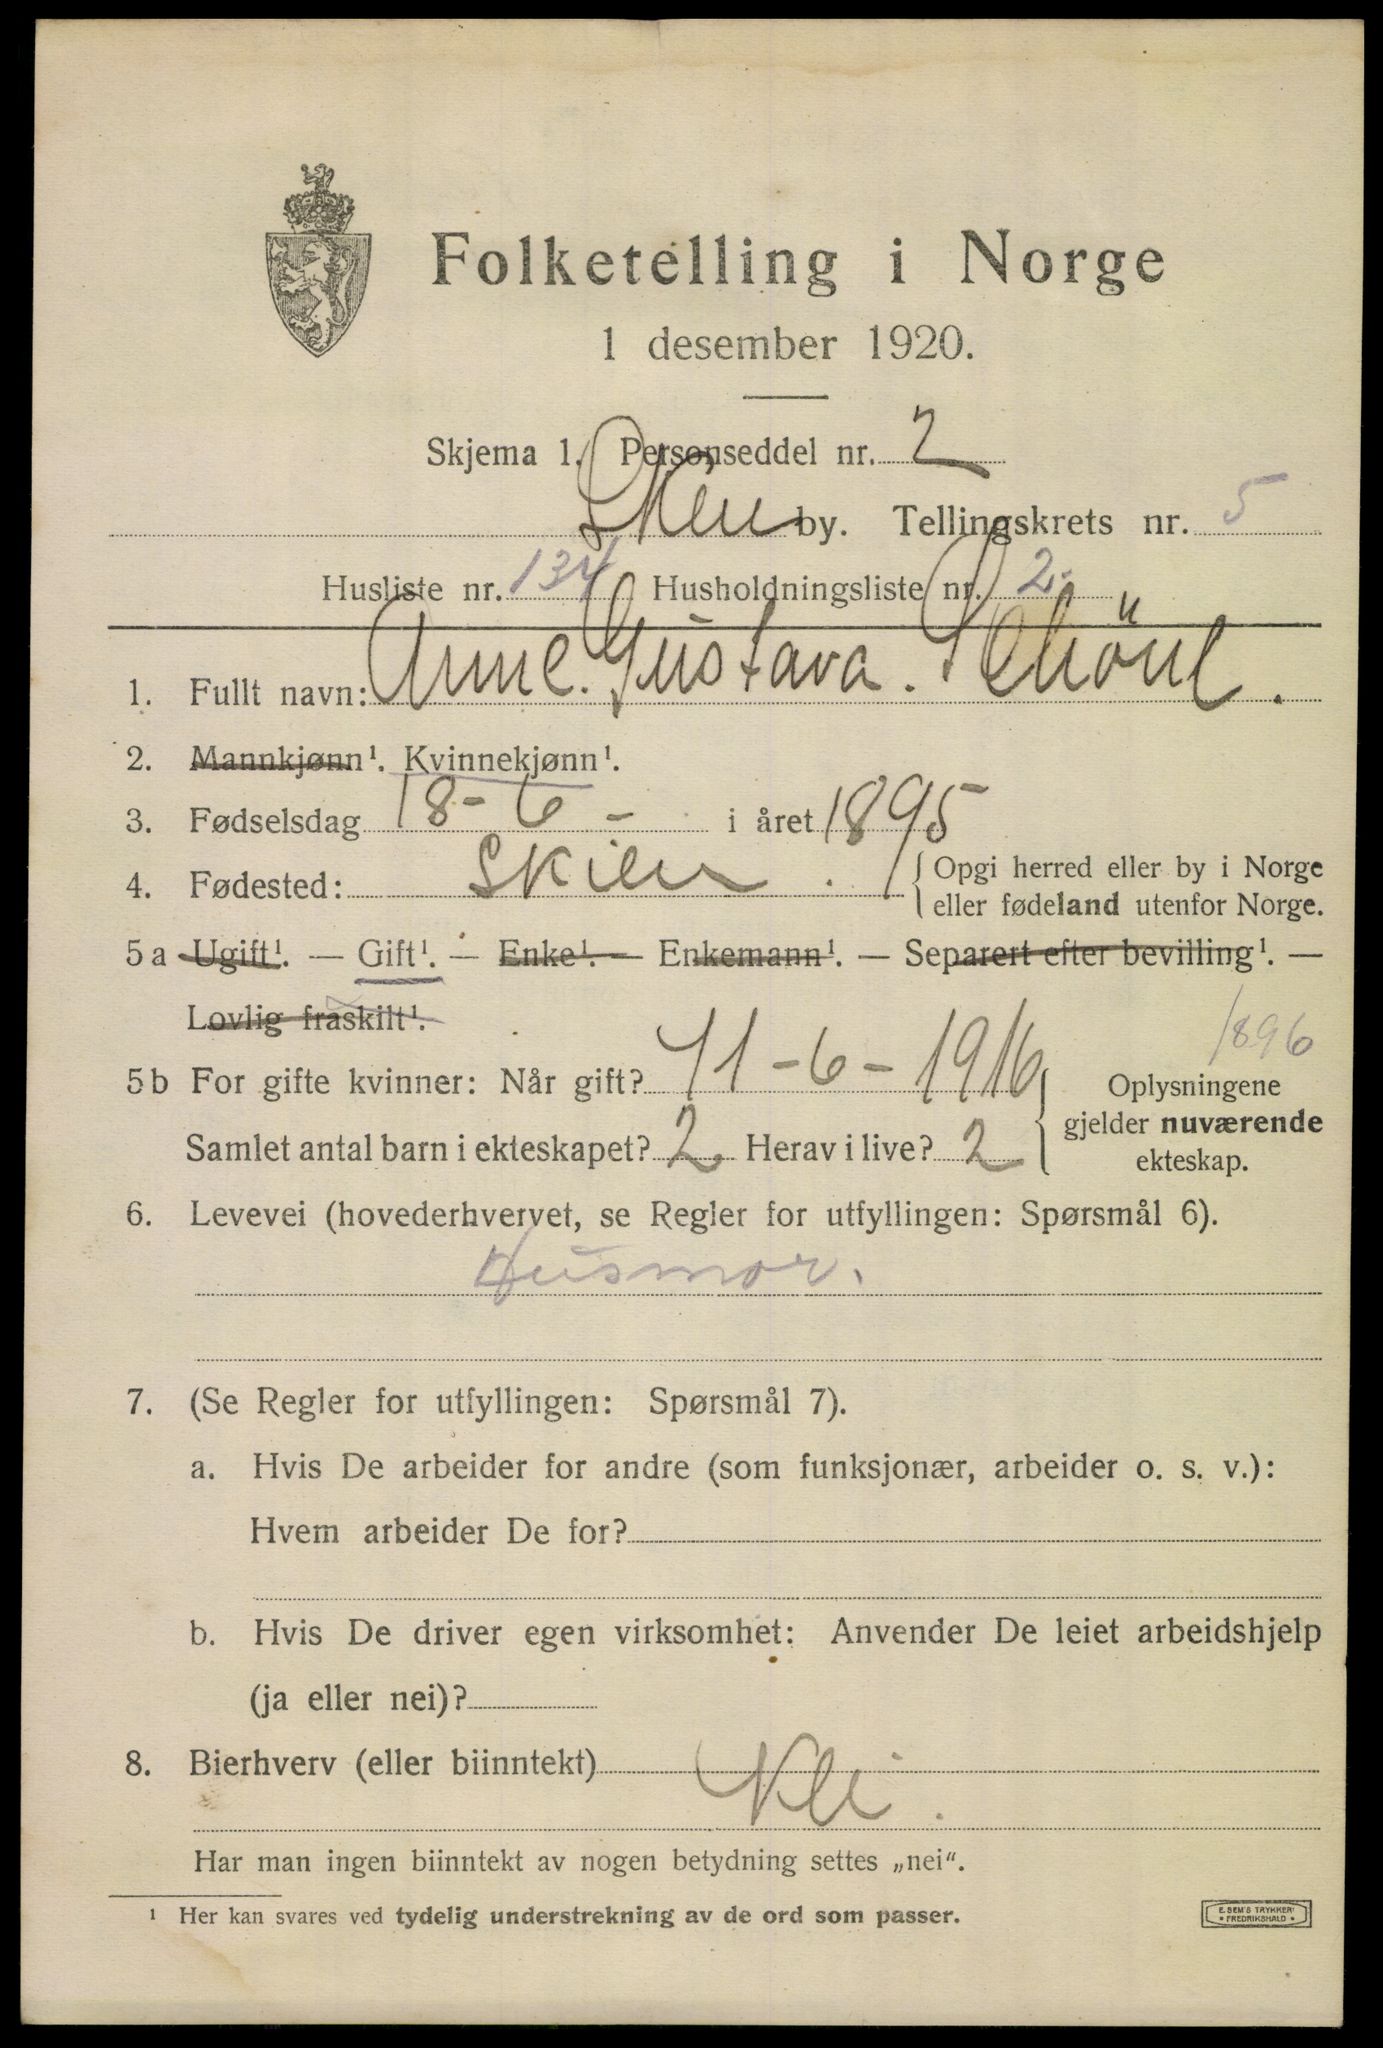 Folketelling i Norge
1 desember 1920.
Skjema 1. Personseddel nr. 2
Skien by. Tellingskrets nr. 5
Husliste nr. 134 Husholdningsliste nr. 2.
1. Fullt navn: Anne. Gustava. Schöne.
2. Mannkjønn¹. Kvinnekjønn¹.
3. Fødselsdag 18-6- i året 1895
4. Fødested: Skien. { Opgi herred eller by i Norge
eller fødeland utenfor Norge.
5a Ugift¹. — Gift¹. — Enke¹. — Enkemann¹. — Separert efter bevilling¹. —
Lovlig fraskilt¹.
1896
5b For gifte kvinner: Når gift? 11-6-1916 } Oplysningene
gjelder nuværende
Samlet antal barn i ekteskapet? 2 Herav i live? 2 ekteskap.
6. Levevei (hovederhvervet, se Regler for utfyllingen: Spørsmål 6).
Husmor.
7. (Se Regler for utfyllingen: Spørsmål 7).
a. Hvis De arbeider for andre (som funksjonær, arbeider o. s. v.):
Hvem arbeider De for?
b. Hvis De driver egen virksomhet: Anvender De leiet arbeidshjelp
(ja eller nei)?
8. Bierhverv (eller biinntekt)
Nei.
Har man ingen biinntekt av nogen betydning settes „nei“.
¹ Her kan svares ved tydelig understrekning av de ord som passer.
E. SEM'S TRYKKERI
• FREDRIKSHALD •